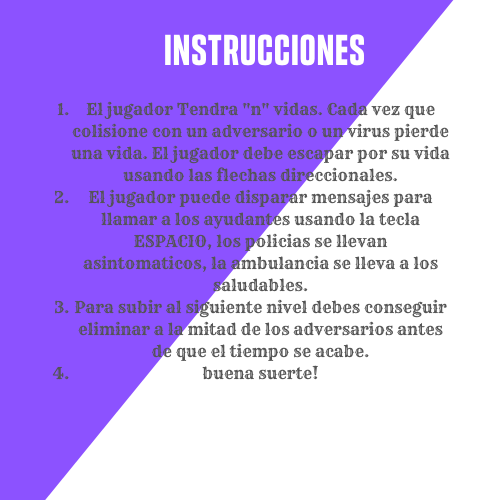 INSTRUCCIONES
1. El jugador Tendra "n" vidas. Cada vez que
colisione con un adversario o un virus pierde
una vida. El jugador debe escapar por su vida
usando las flechas direccionales.
2. El jugador puede disparar mensajes para
llamar a los ayudantes usando la tecla
ESPACIO, los policias se llevan
asintomaticos, la ambulancia se lleva a los
saludables.
3. Para subir al siguiente nivel debes conseguir
eliminar a la mitad de los adversarios antes
de que el tiempo se acabe.
4. buena suerte!